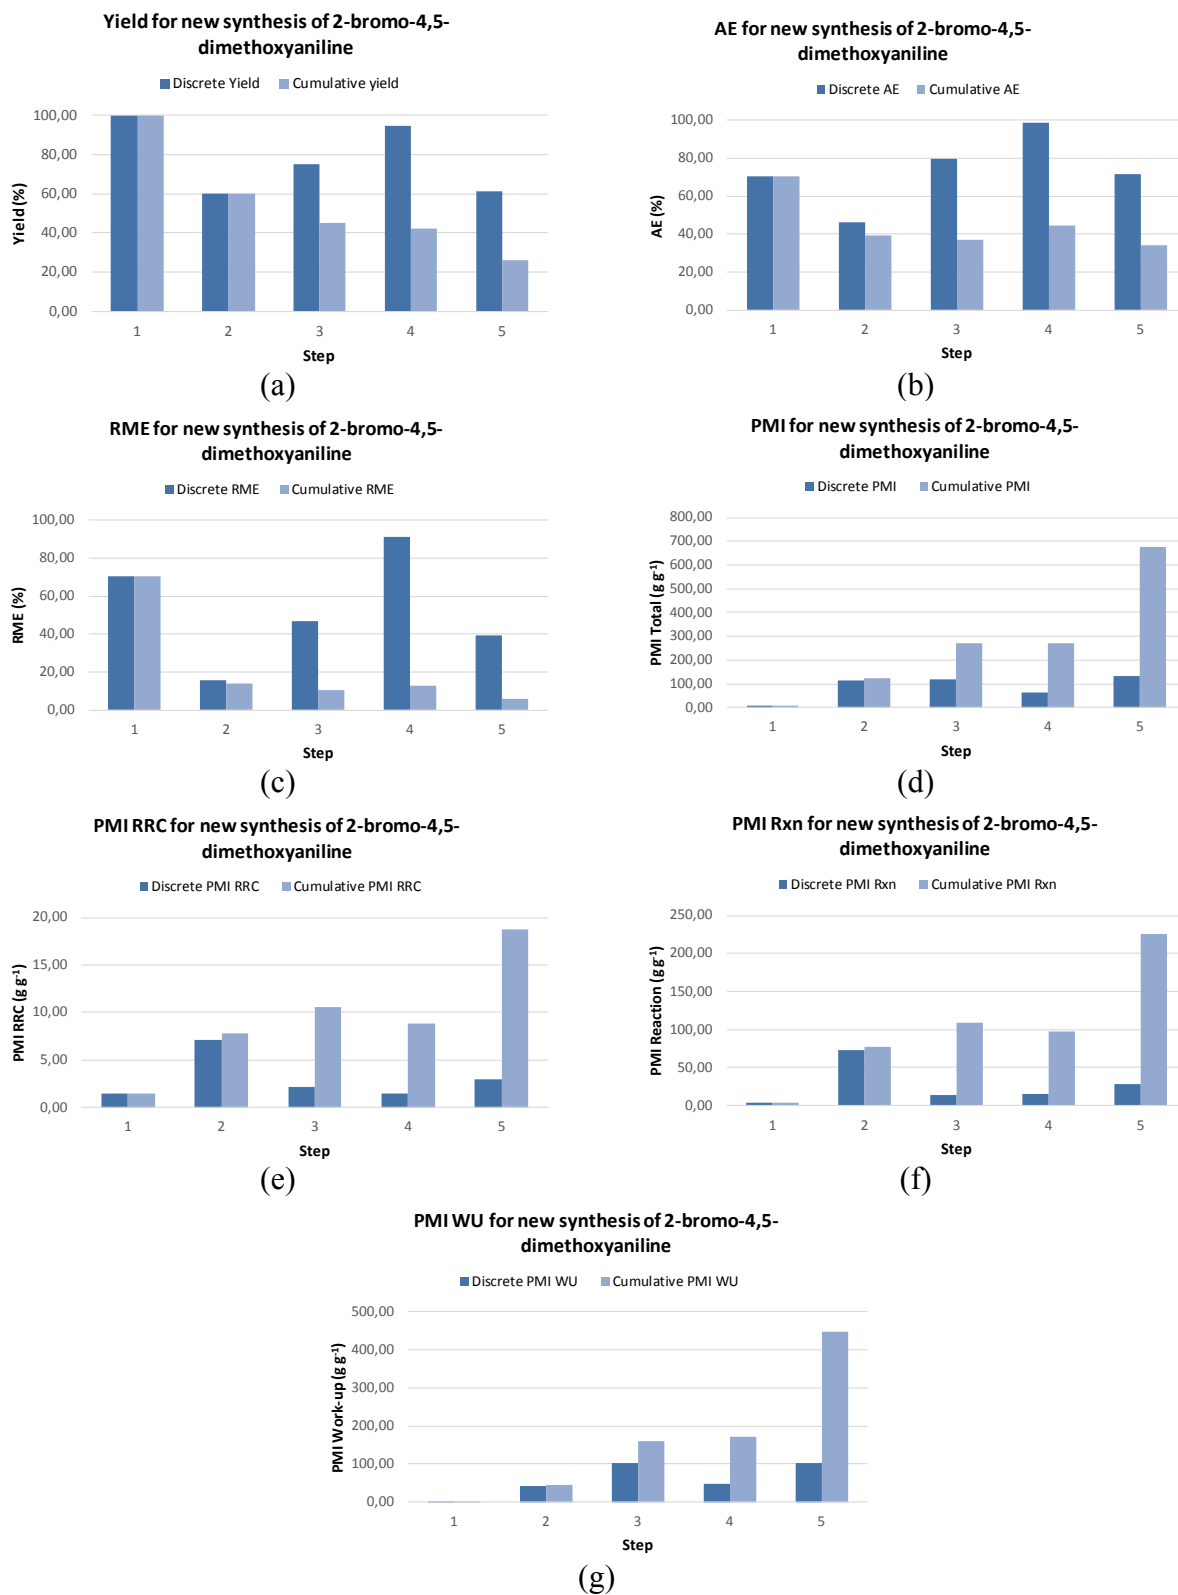 Yield for new synthesis of 2-bromo-4,5-
dimethoxyaniline
Discrete Yield Cumulative yield
100,00
80,00
60,00
40,00
20,00
0,00
Yield (%)
1 2 3 4 5
Step
(a)
AE for new synthesis of 2-bromo-4,5-
dimethoxyaniline
Discrete AE Cumulative AE
100,00
80,00
60,00
40,00
20,00
0,00
AE (%)
1 2 3 4 5
Step
(b)
RME for new synthesis of 2-bromo-4,5-
dimethoxyaniline
Discrete RME Cumulative RME
100,00
80,00
60,00
40,00
20,00
0,00
RME (%)
1 2 3 4 5
Step
(c)
PMI for new synthesis of 2-bromo-4,5-
dimethoxyaniline
Discrete PMI Cumulative PMI
800,00
700,00
600,00
500,00
400,00
300,00
200,00
100,00
0,00
PMI Total (g g⁻¹)
1 2 3 4 5
Step
(d)
PMI RRC for new synthesis of 2-bromo-4,5-
dimethoxyaniline
Discrete PMI RRC Cumulative PMI RRC
20,00
15,00
10,00
5,00
0,00
PMI RRC (g g⁻¹)
1 2 3 4 5
Step
(e)
PMI Rxn for new synthesis of 2-bromo-4,5-
dimethoxyaniline
Discrete PMI Rxn Cumulative PMI Rxn
250,00
200,00
150,00
100,00
50,00
0,00
PMI Reaction (g g⁻¹)
1 2 3 4 5
Step
(f)
PMI WU for new synthesis of 2-bromo-4,5-
dimethoxyaniline
Discrete PMI WU Cumulative PMI WU
500,00
400,00
300,00
200,00
100,00
0,00
PMI Work-up (g g⁻¹)
1 2 3 4 5
Step
(g)